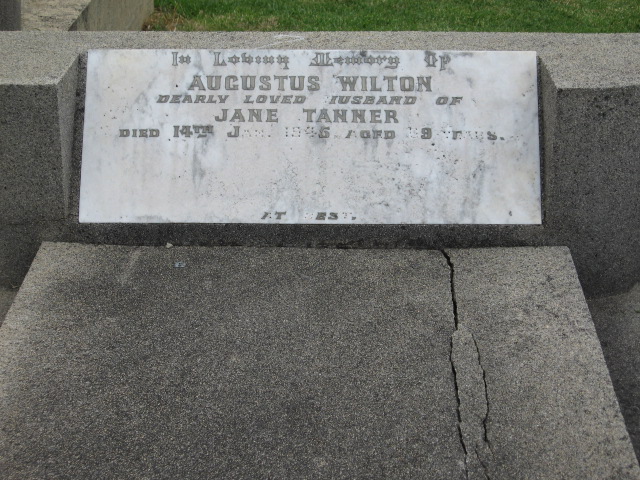 In Loving Memory Of
AUGUSTUS WILTON
DEARLY LOVED HUSBAND OF
JANE TANNER
DIED 14TH JAN. AGED YEARS.
AT REST.